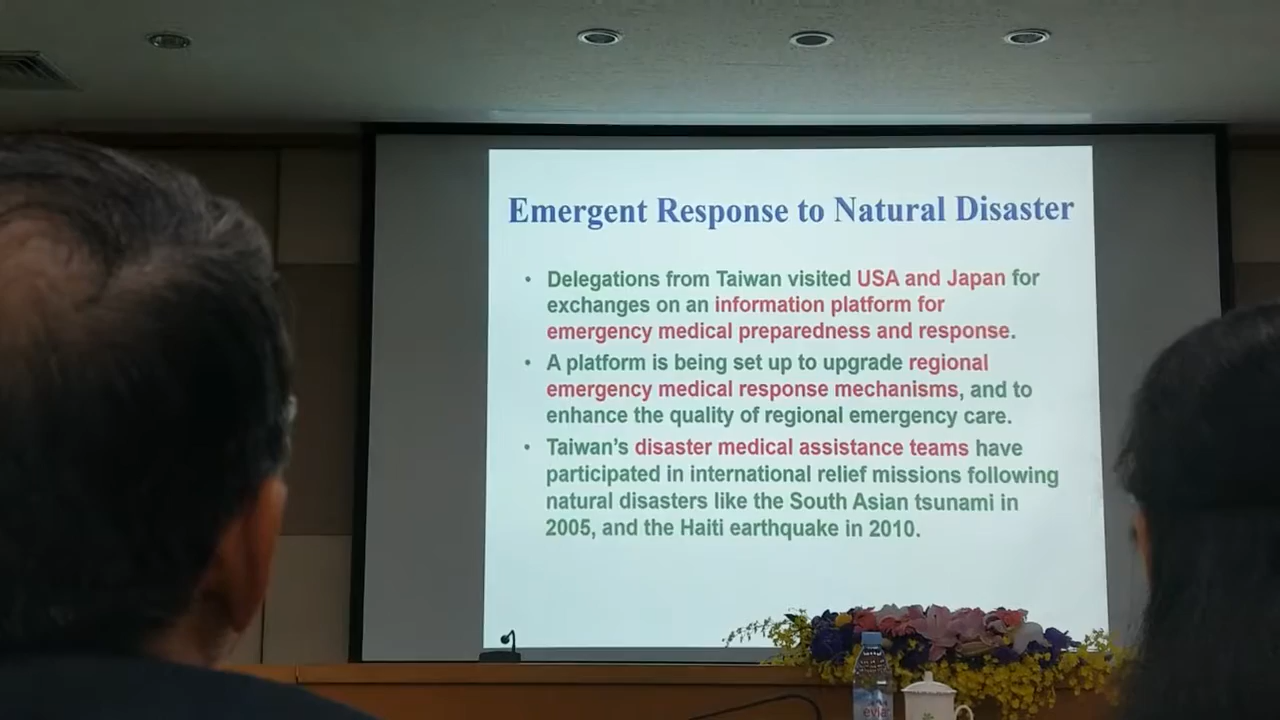 Emergent Response to Natural Disaster
• Delegations from Taiwan visited USA and Japan for
exchanges on an information platform for
emergency medical preparedness and response.
• A platform is being set up to upgrade regional
emergency medical response mechanisms, and to
enhance the quality of regional emergency care.
• Taiwan's disaster medical assistance teams have
participated in international relief missions following
natural disasters like the South Asian tsunami in
2005, and the Haiti earthquake in 2010.